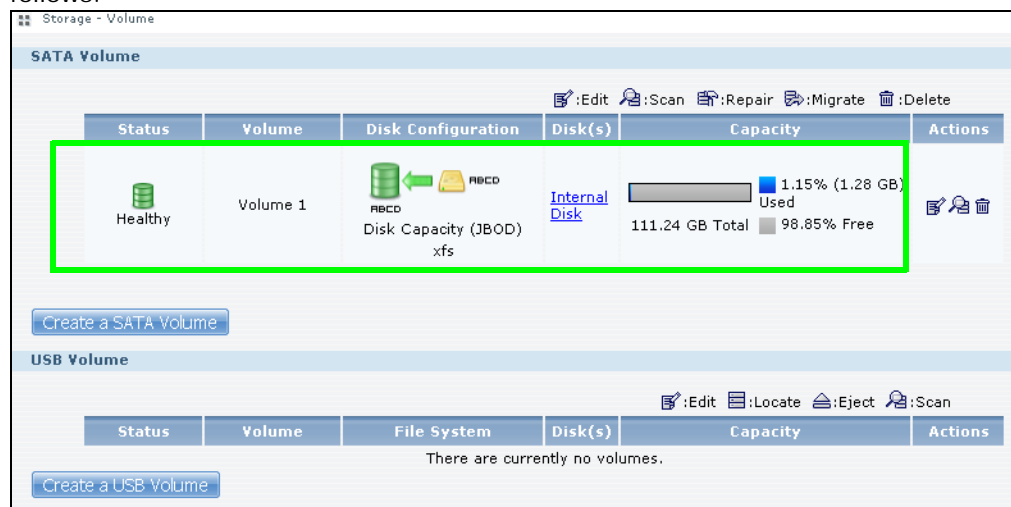 Storage - Volume
SATA Volume
:Edit :Scan :Repair :Migrate :Delete
Status Volume Disk Configuration Disk(s) Capacity Actions
Healthy
Volume 1
ABCD
ABCD
Disk Capacity (JBOD)
xfs
Internal
Disk
1.15% (1.28 GB)
Used
111.24 GB Total 98.85% Free
Create a SATA Volume
USB Volume
:Edit :Locate :Eject :Scan
Status Volume File System Disk(s) Capacity Actions
There are currently no volumes.
Create a USB Volume